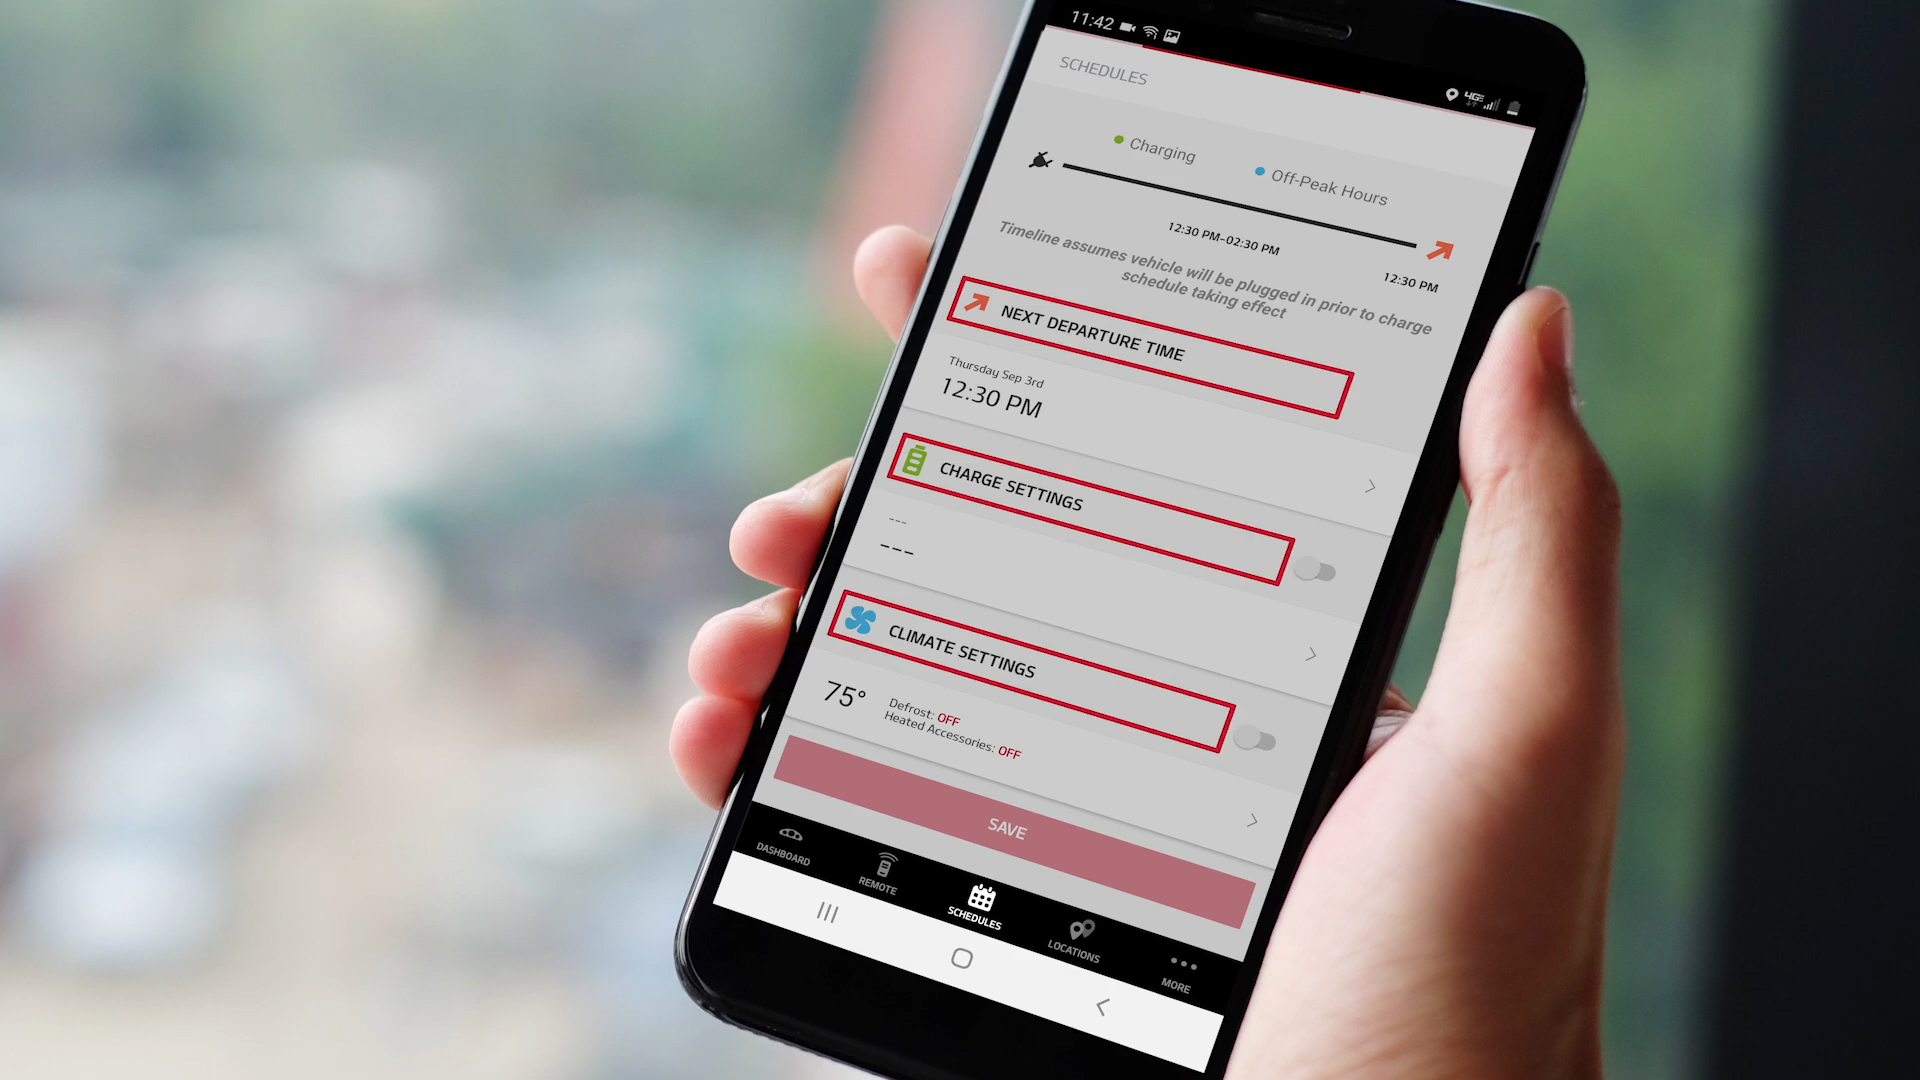 11:42
4GE
SCHEDULES
Charging
Off-Peak Hours
12:30 PM-02:30 PM
12:30 PM
Timeline assumes vehicle will be plugged in prior to charge
schedule taking effect
NEXT DEPARTURE TIME
Thursday Sep 3rd
12:30 PM
CHARGE SETTINGS
---
---
CLIMATE SETTINGS
75°
Defrost: OFF
Heated Accessories: OFF
SAVE
DASHBOARD
REMOTE
SCHEDULES
LOCATIONS
MORE